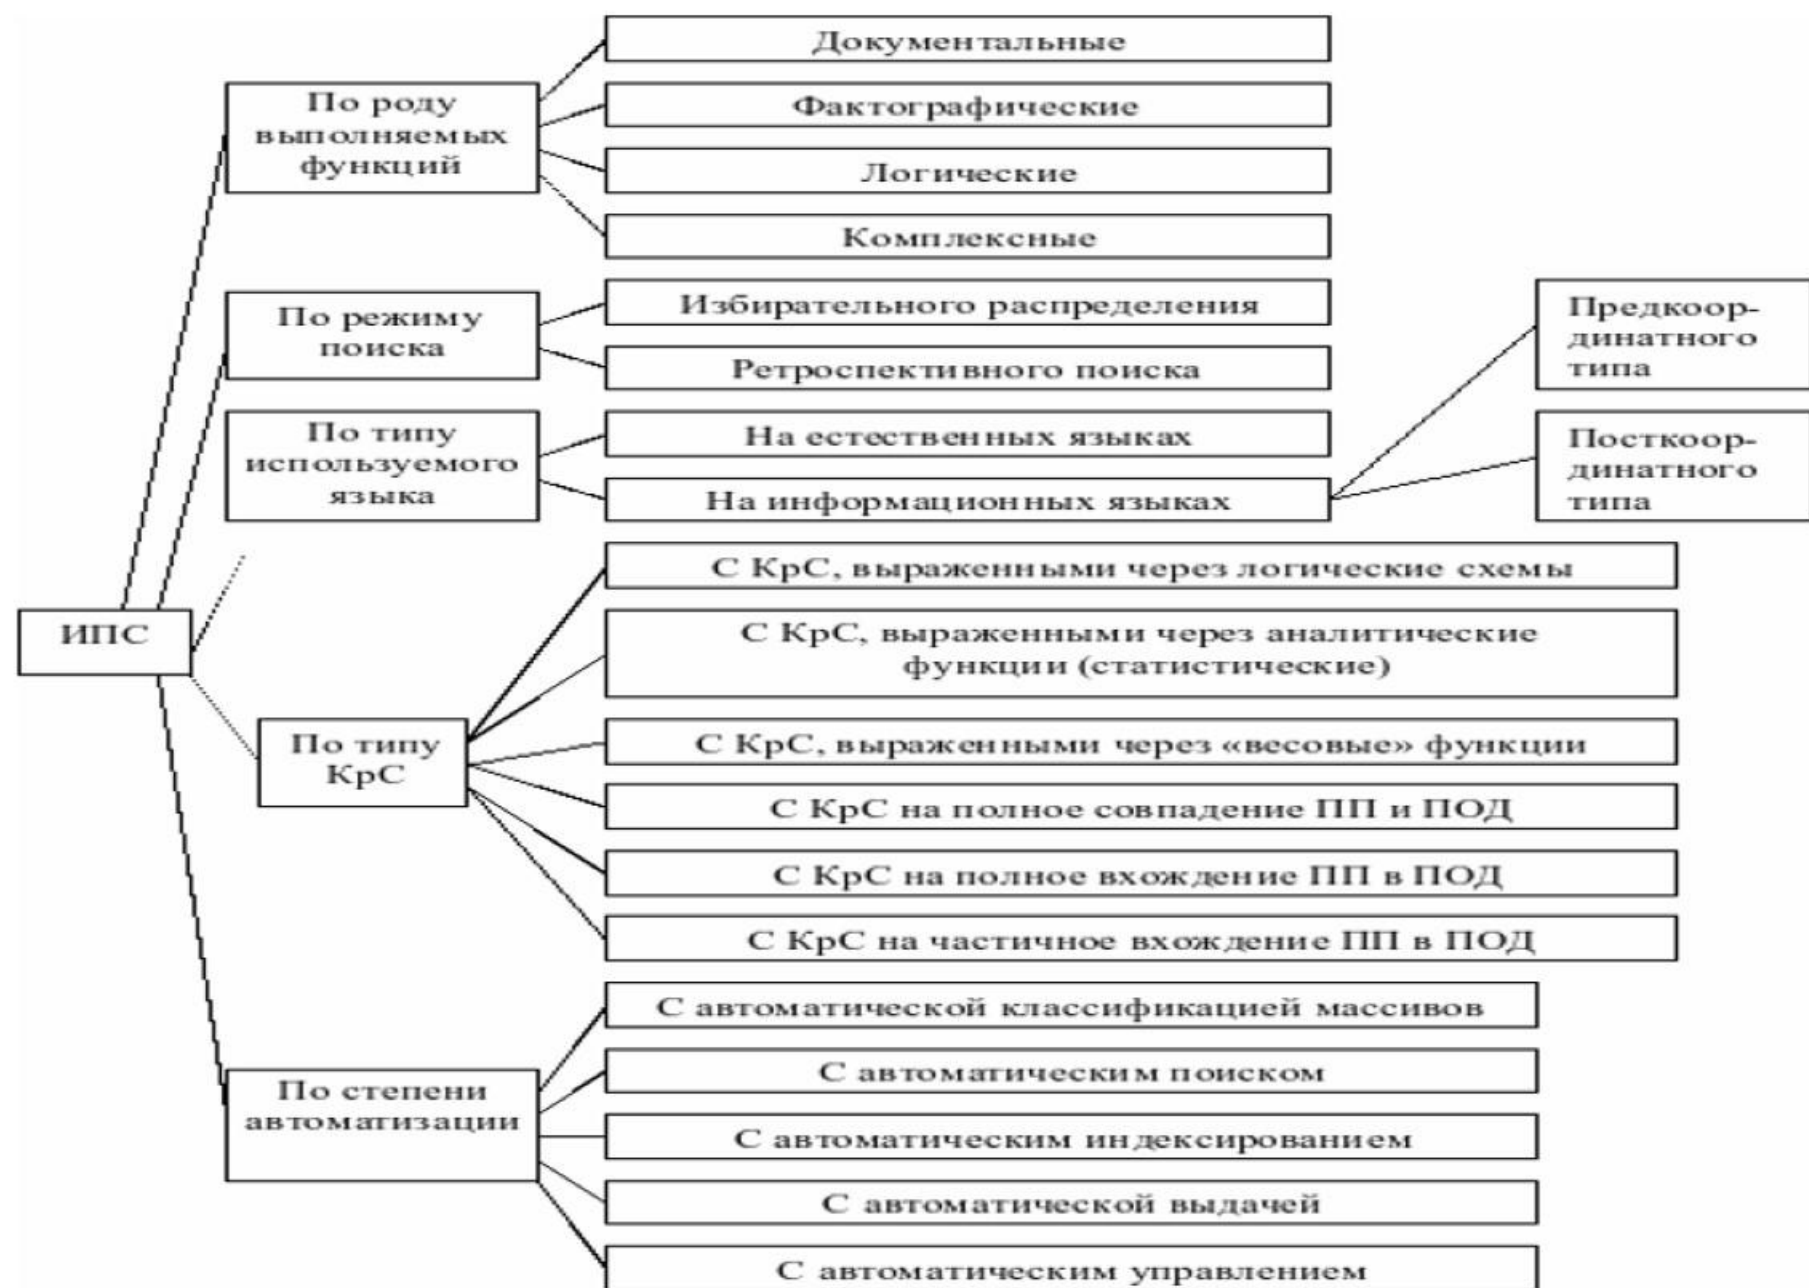 Документальные
По роду
выполняемых
функций
Фактографические
Логические
Комплексные
По режиму
поиска
Избирательного распределения
Ретроспективного поиска
Предкоор-
динатного
типа
По типу
используемого
языка
На естественных языках
На информационных языках
Посткоор-
динатного
типа
ИПС
С КрС, выраженными через логические схемы
С КрС, выраженными через аналитические
функции (статистические)
По типу
КрС
С КрС, выраженными через «весовые» функции
С КрС на полное совпадение ПП и ПОД
С КрС на полное вхождение ПП в ПОД
С КрС на частичное вхождение ПП в ПОД
По степени
автоматизации
С автоматической классификацией массивов
С автоматическим поиском
С автоматическим индексированием
С автоматической выдачей
С автоматическим управлением